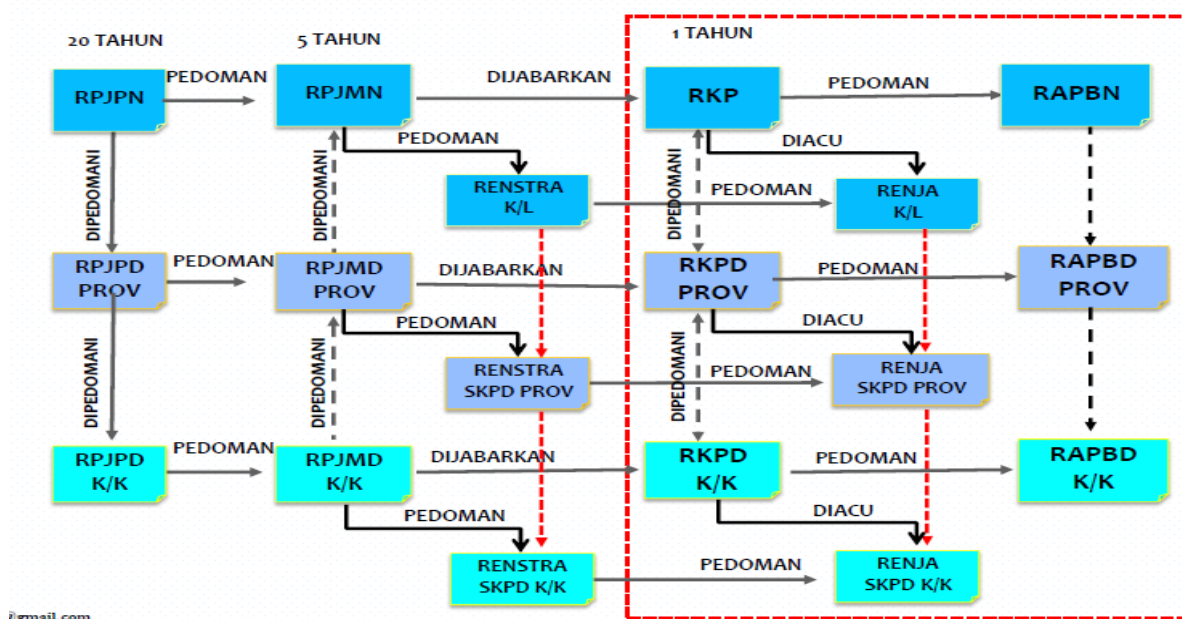 20 TAHUN
5 TAHUN
1 TAHUN
RPJPN
PEDOMAN
RPJMN
DIJABARKAN
RKP
PEDOMAN
RAPBN
DIPEDOMANI
DIPEDOMANI
PEDOMAN
DIPEDOMANI
DIACU
RENSTRA
K/L
PEDOMAN
RENJA
K/L
RPJPD
PROV
PEDOMAN
RPJMD
PROV
DIJABARKAN
RKPD
PROV
PEDOMAN
RAPBD
PROV
DIPEDOMANI
DIPEDOMANI
PEDOMAN
DIPEDOMANI
DIACU
RENSTRA
SKPD PROV
PEDOMAN
RENJA
SKPD PROV
RPJPD
K/K
PEDOMAN
RPJMD
K/K
DIJABARKAN
RKPD
K/K
PEDOMAN
RAPBD
K/K
PEDOMAN
DIACU
RENSTRA
SKPD K/K
PEDOMAN
RENJA
SKPD K/K
@gmail.com